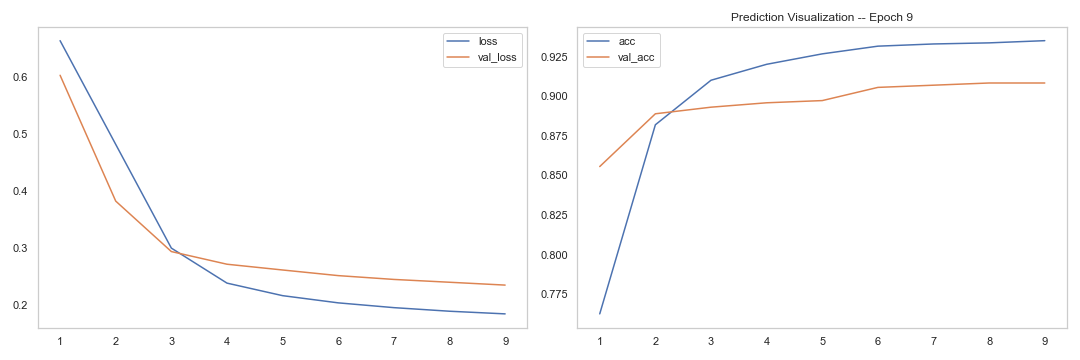 loss
val_loss
0.6
0.5
0.4
0.3
0.2
1 2 3 4 5 6 7 8 9
Prediction Visualization -- Epoch 9
acc
val_acc
0.925
0.900
0.875
0.850
0.825
0.800
0.775
1 2 3 4 5 6 7 8 9